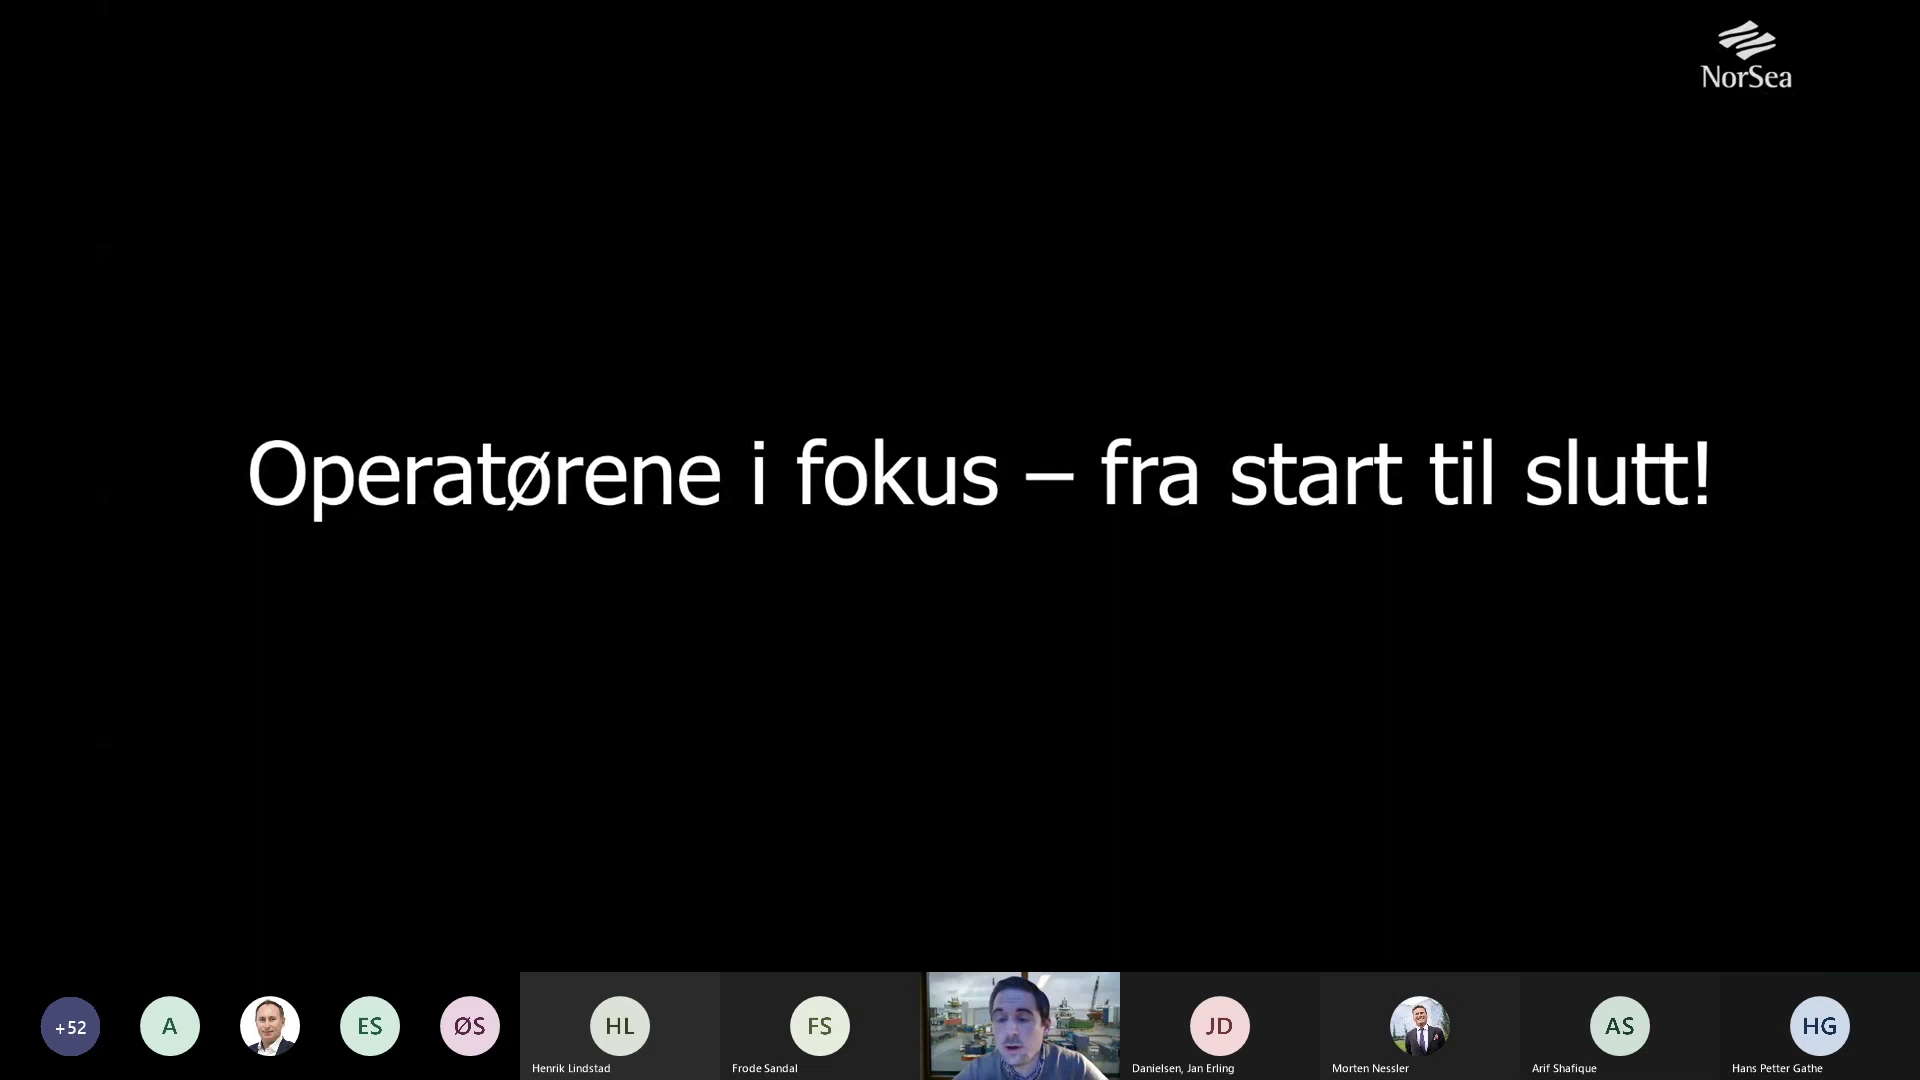 NorSea
Operatørene i fokus – fra start til slutt!
+52
A
ES
ØS
HL
FS
JD
AS
HG
Henrik Lindstad
Frode Sandal
Danielsen, Jan Erling
Morten Nessler
Arif Shafique
Hans Petter Gathe